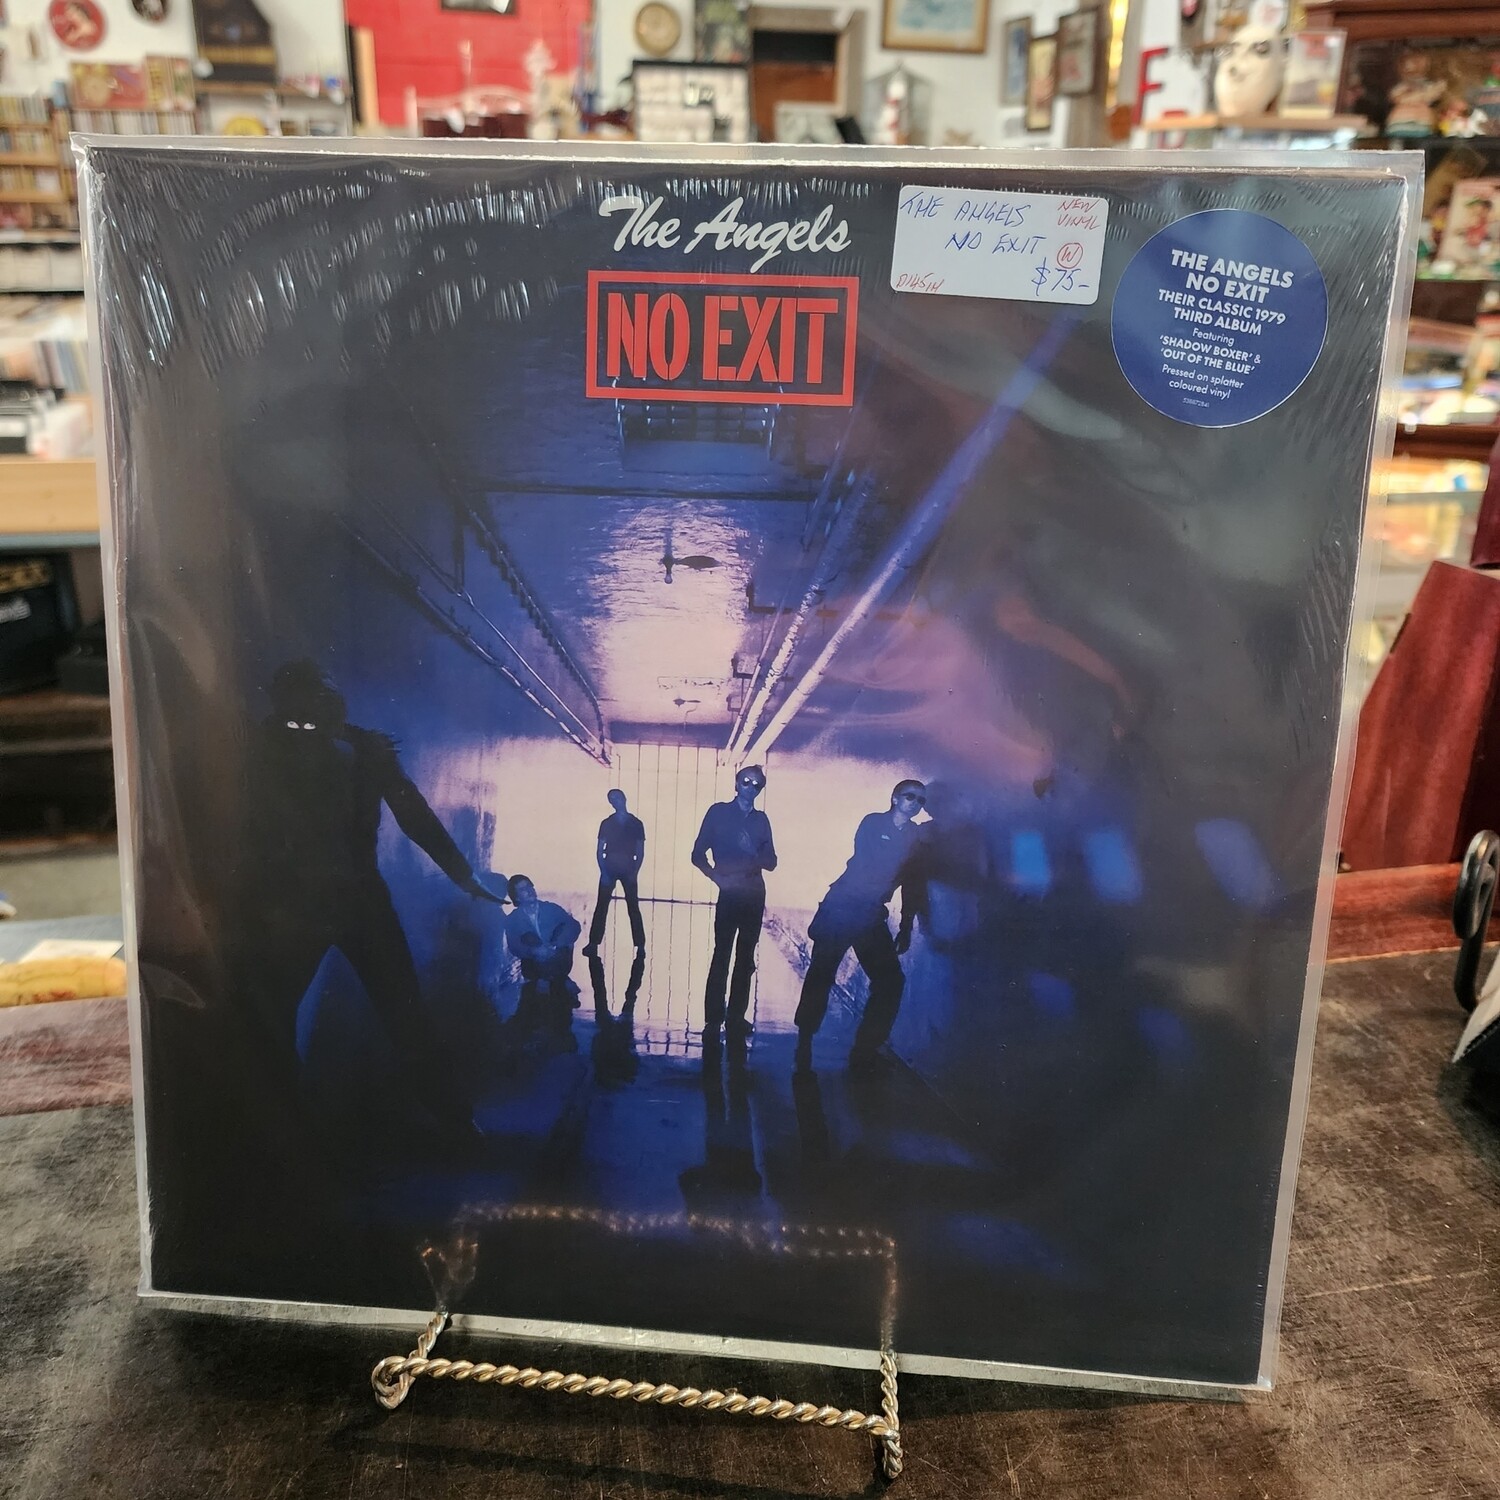 The Angels
NO EXIT
THE ANGELS
NEW
VINYL
NO EXIT
W
$75-
THE ANGELS
NO EXIT
THEIR CLASSIC 1979
THIRD ALBUM
Featuring
'SHADOW BOXER' &
'OUT OF THE BLUE'
Pressed on splatter
coloured vinyl